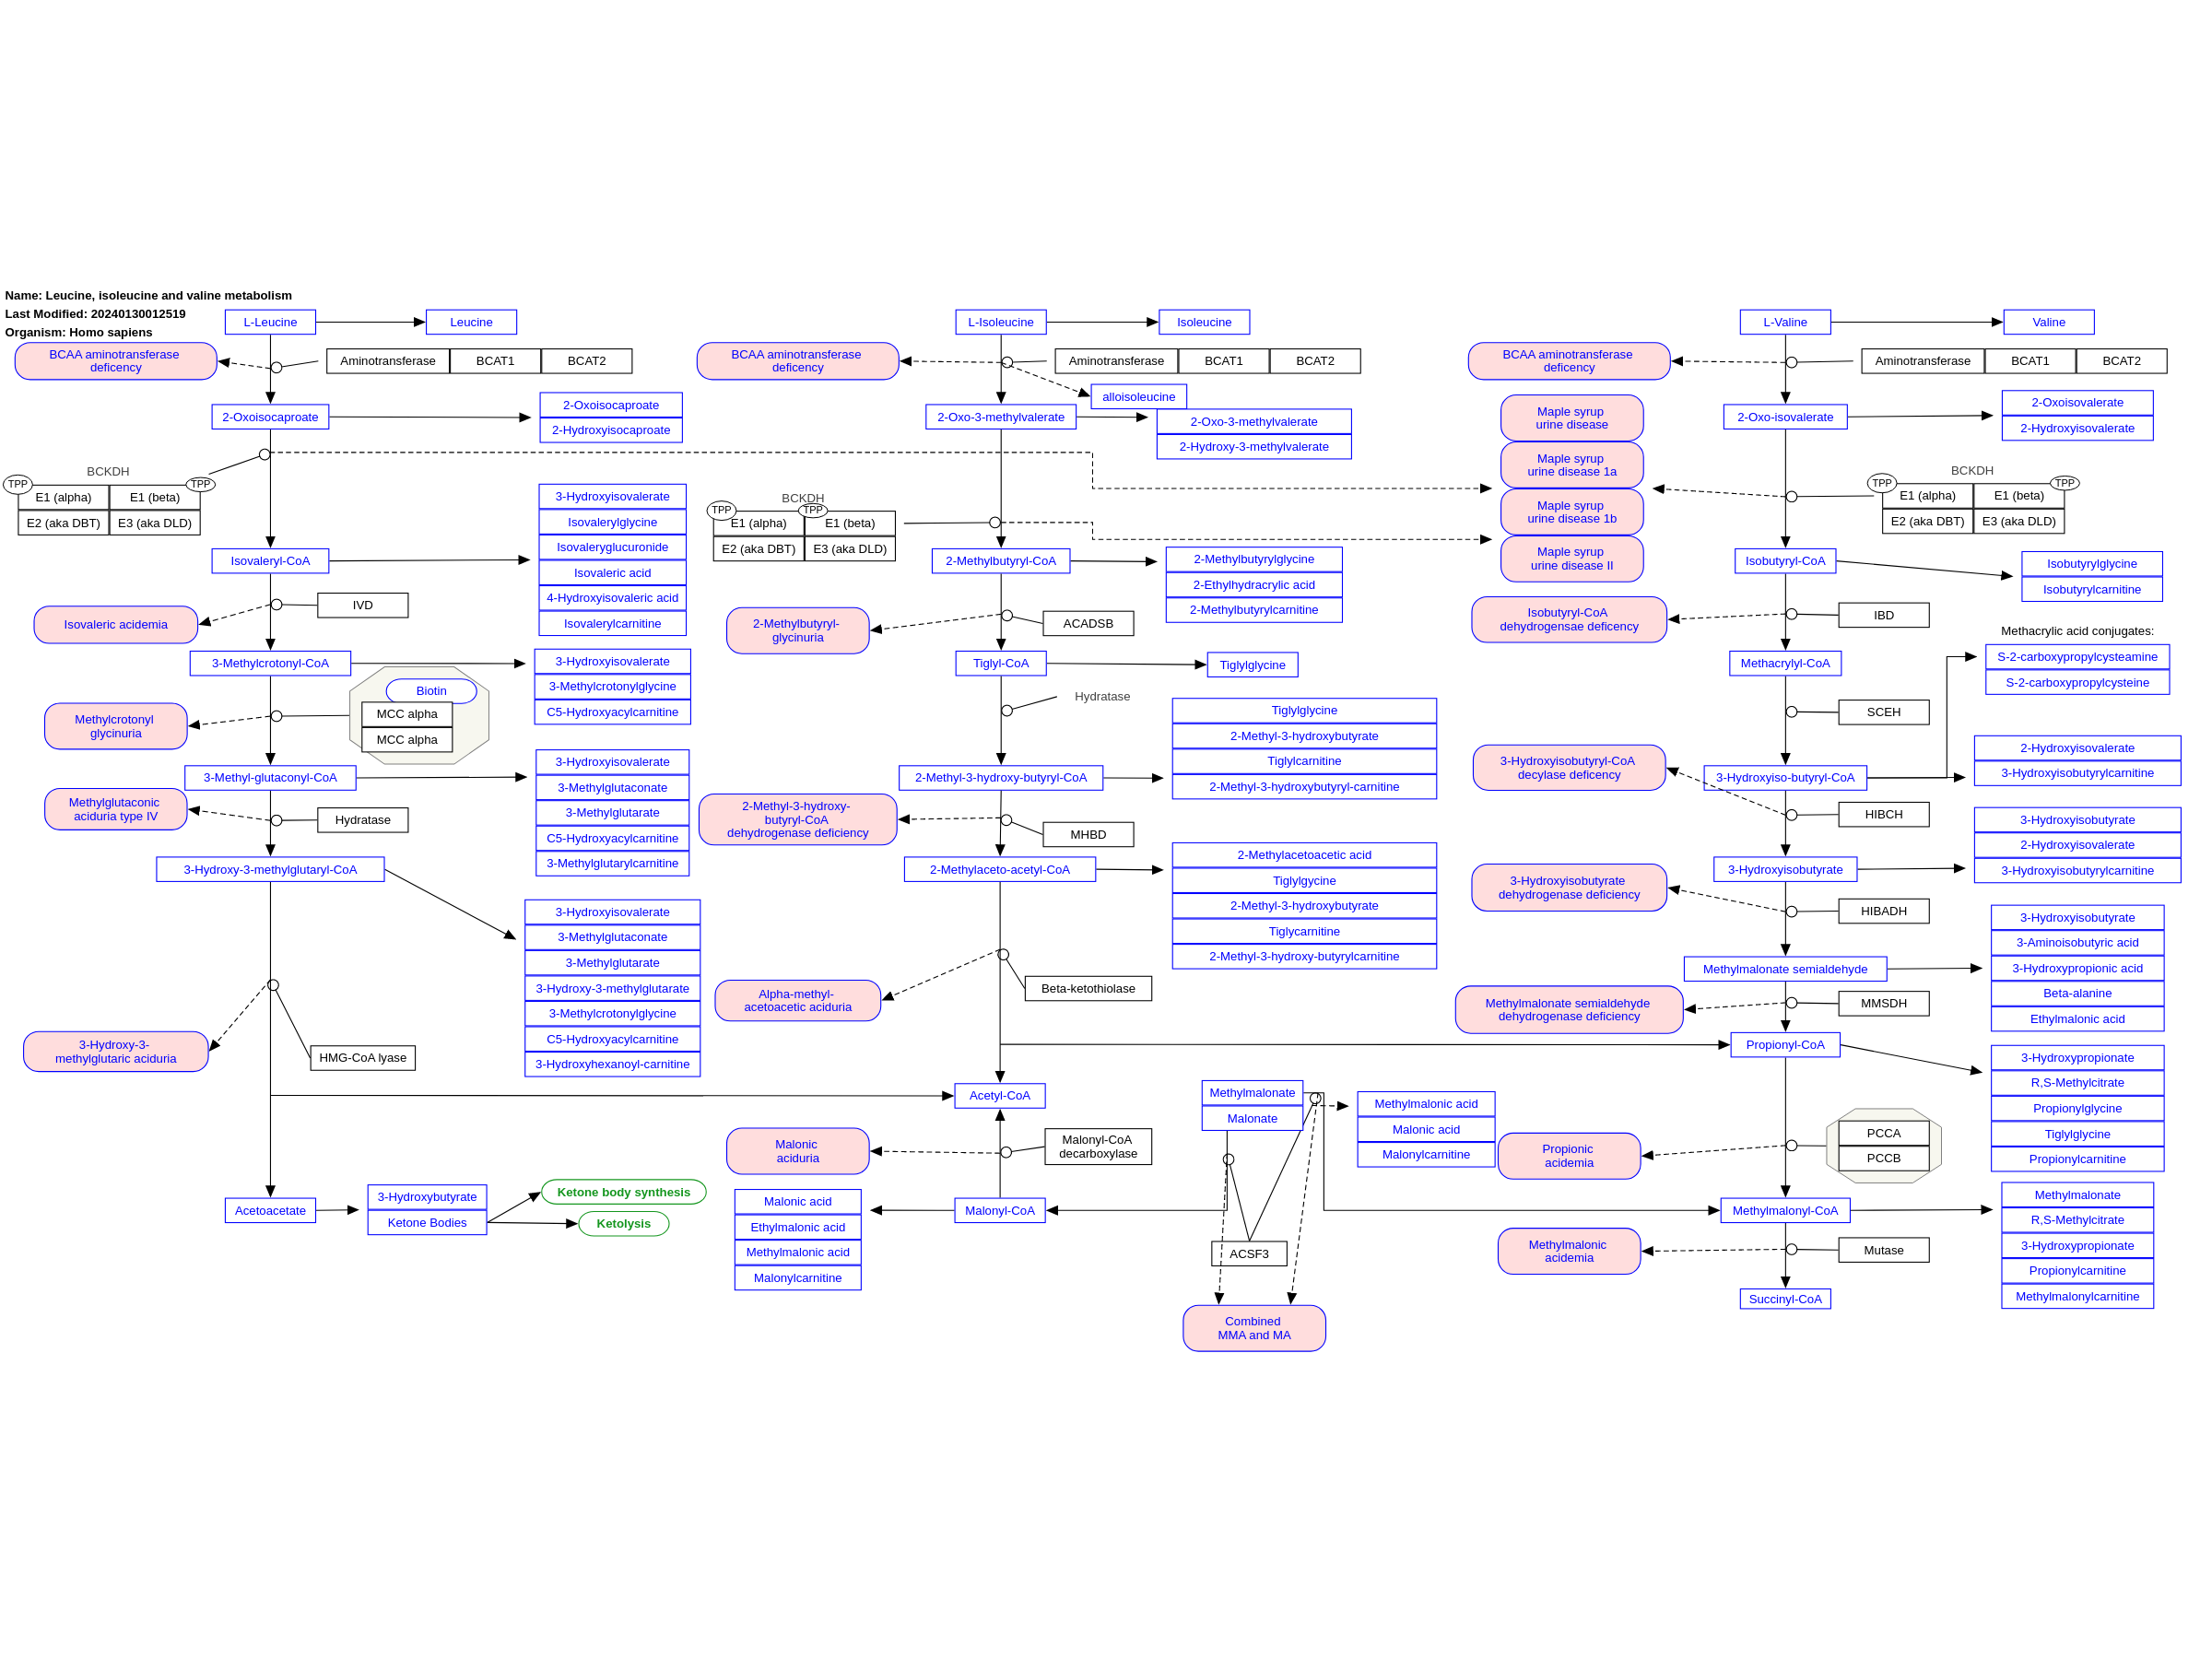 Name: Leucine, isoleucine and valine metabolism
Last Modified: 20240130012519
Organism: Homo sapiens
L-Leucine
Leucine
BCAA aminotransferase
deficency
Aminotransferase
BCAT1
BCAT2
2-Oxoisocaproate
2-Oxoisocaproate
2-Hydroxyisocaproate
BCKDH
TPP
TPP
E1 (alpha)
E1 (beta)
E2 (aka DBT)
E3 (aka DLD)
3-Hydroxyisovalerate
Isovalerylglycine
Isovaleryglucuronide
Isovaleric acid
4-Hydroxyisovaleric acid
Isovalerylcarnitine
Isovaleryl-CoA
IVD
Isovaleric acidemia
3-Methylcrotonyl-CoA
3-Hydroxyisovalerate
3-Methylcrotonylglycine
C5-Hydroxyacylcarnitine
Biotin
MCC alpha
MCC alpha
Methylcrotonyl
glycinuria
3-Methyl-glutaconyl-CoA
3-Hydroxyisovalerate
3-Methylglutaconate
3-Methylglutarate
C5-Hydroxyacylcarnitine
3-Methylglutarylcarnitine
Methylglutaconic
aciduria type IV
Hydratase
3-Hydroxy-3-methylglutaryl-CoA
3-Hydroxyisovalerate
3-Methylglutaconate
3-Methylglutarate
3-Hydroxy-3-methylglutarate
3-Methylcrotonylglycine
C5-Hydroxyacylcarnitine
3-Hydroxyhexanoyl-carnitine
3-Hydroxy-3-
methylglutaric aciduria
HMG-CoA lyase
Acetoacetate
3-Hydroxybutyrate
Ketone Bodies
Ketone body synthesis
Ketolysis
L-Isoleucine
Isoleucine
BCAA aminotransferase
deficency
Aminotransferase
BCAT1
BCAT2
alloisoleucine
2-Oxo-3-methylvalerate
2-Oxo-3-methylvalerate
2-Hydroxy-3-methylvalerate
BCKDH
TPP
TPP
E1 (alpha)
E1 (beta)
E2 (aka DBT)
E3 (aka DLD)
2-Methylbutyryl-CoA
2-Methylbutyrylglycine
2-Ethylhydracrylic acid
2-Methylbutyrylcarnitine
2-Methylbutyryl-
glycinuria
ACADSB
Tiglyl-CoA
Tiglylglycine
Hydratase
Tiglylglycine
2-Methyl-3-hydroxybutyrate
Tiglylcarnitine
2-Methyl-3-hydroxybutyryl-carnitine
2-Methyl-3-hydroxy-butyryl-CoA
2-Methyl-3-hydroxy-
butyryl-CoA
dehydrogenase deficiency
MHBD
2-Methylaceto-acetyl-CoA
2-Methylacetoacetic acid
Tiglylgycine
2-Methyl-3-hydroxybutyrate
Tiglycarnitine
2-Methyl-3-hydroxy-butyrylcarnitine
Alpha-methyl-
acetoacetic aciduria
Beta-ketothiolase
Acetyl-CoA
Malonic
aciduria
Malonyl-CoA
decarboxylase
Malonyl-CoA
Malonic acid
Ethylmalonic acid
Methylmalonic acid
Malonylcarnitine
Methylmalonate
Malonate
Methylmalonic acid
Malonic acid
Malonylcarnitine
ACSF3
Combined
MMA and MA
L-Valine
Valine
BCAA aminotransferase
deficency
Aminotransferase
BCAT1
BCAT2
Maple syrup
urine disease
Maple syrup
urine disease 1a
Maple syrup
urine disease 1b
Maple syrup
urine disease II
2-Oxo-isovalerate
2-Oxoisovalerate
2-Hydroxyisovalerate
BCKDH
TPP
TPP
E1 (alpha)
E1 (beta)
E2 (aka DBT)
E3 (aka DLD)
Isobutyryl-CoA
Isobutyrylglycine
Isobutyrylcarnitine
Isobutyryl-CoA
dehydrogensae deficency
IBD
Methacrylic acid conjugates:
S-2-carboxypropylcysteamine
S-2-carboxypropylcysteine
Methacrylyl-CoA
SCEH
3-Hydroxyisobutyryl-CoA
decylase deficency
3-Hydroxyiso-butyryl-CoA
2-Hydroxyisovalerate
3-Hydroxyisobutyrylcarnitine
HIBCH
3-Hydroxyisobutyrate
2-Hydroxyisovalerate
3-Hydroxyisobutyrylcarnitine
3-Hydroxyisobutyrate
3-Hydroxyisobutyrate
dehydrogenase deficiency
HIBADH
3-Hydroxyisobutyrate
3-Aminoisobutyric acid
3-Hydroxypropionic acid
Beta-alanine
Ethylmalonic acid
Methylmalonate semialdehyde
Methylmalonate semialdehyde
dehydrogenase deficiency
MMSDH
Propionyl-CoA
3-Hydroxypropionate
R,S-Methylcitrate
Propionylglycine
Tiglylglycine
Propionylcarnitine
PCCA
PCCB
Propionic
acidemia
Methylmalonyl-CoA
Methylmalonate
R,S-Methylcitrate
3-Hydroxypropionate
Propionylcarnitine
Methylmalonylcarnitine
Methylmalonic
acidemia
Mutase
Succinyl-CoA